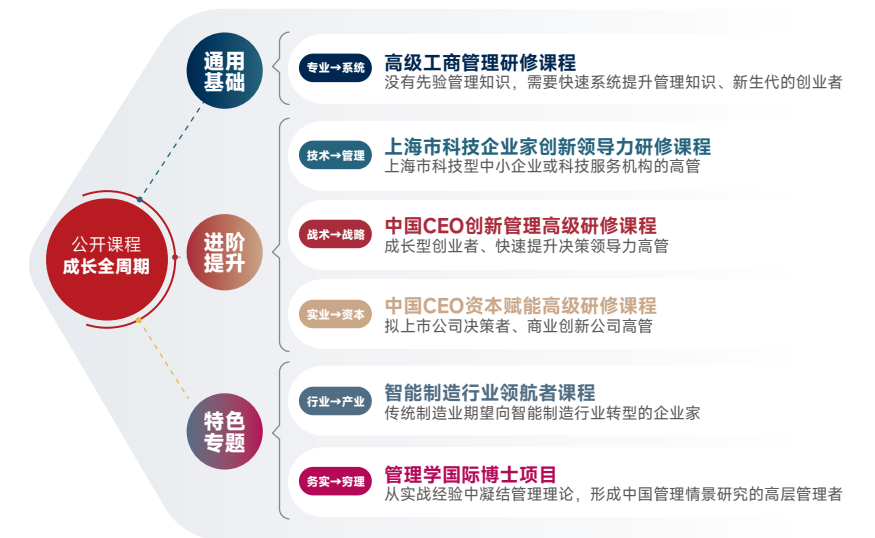 公开课程
成长全周期
通用
基础
专业→系统
高级工商管理研修课程
没有先验管理知识，需要快速系统提升管理知识、新生代的创业者
进阶
提升
技术→管理
上海市科技企业家创新领导力研修课程
上海市科技型中小企业或科技服务机构的高管
战术→战略
中国CEO创新管理高级研修课程
成长型创业者、快速提升决策领导力高管
实业→资本
中国CEO资本赋能高级研修课程
拟上市公司决策者、商业创新公司高管
特色
专题
行业→产业
智能制造行业领航者课程
传统制造业期望向智能制造行业转型的企业家
务实→穷理
管理学国际博士项目
从实战经验中凝结管理理论，形成中国管理情景研究的高层管理者